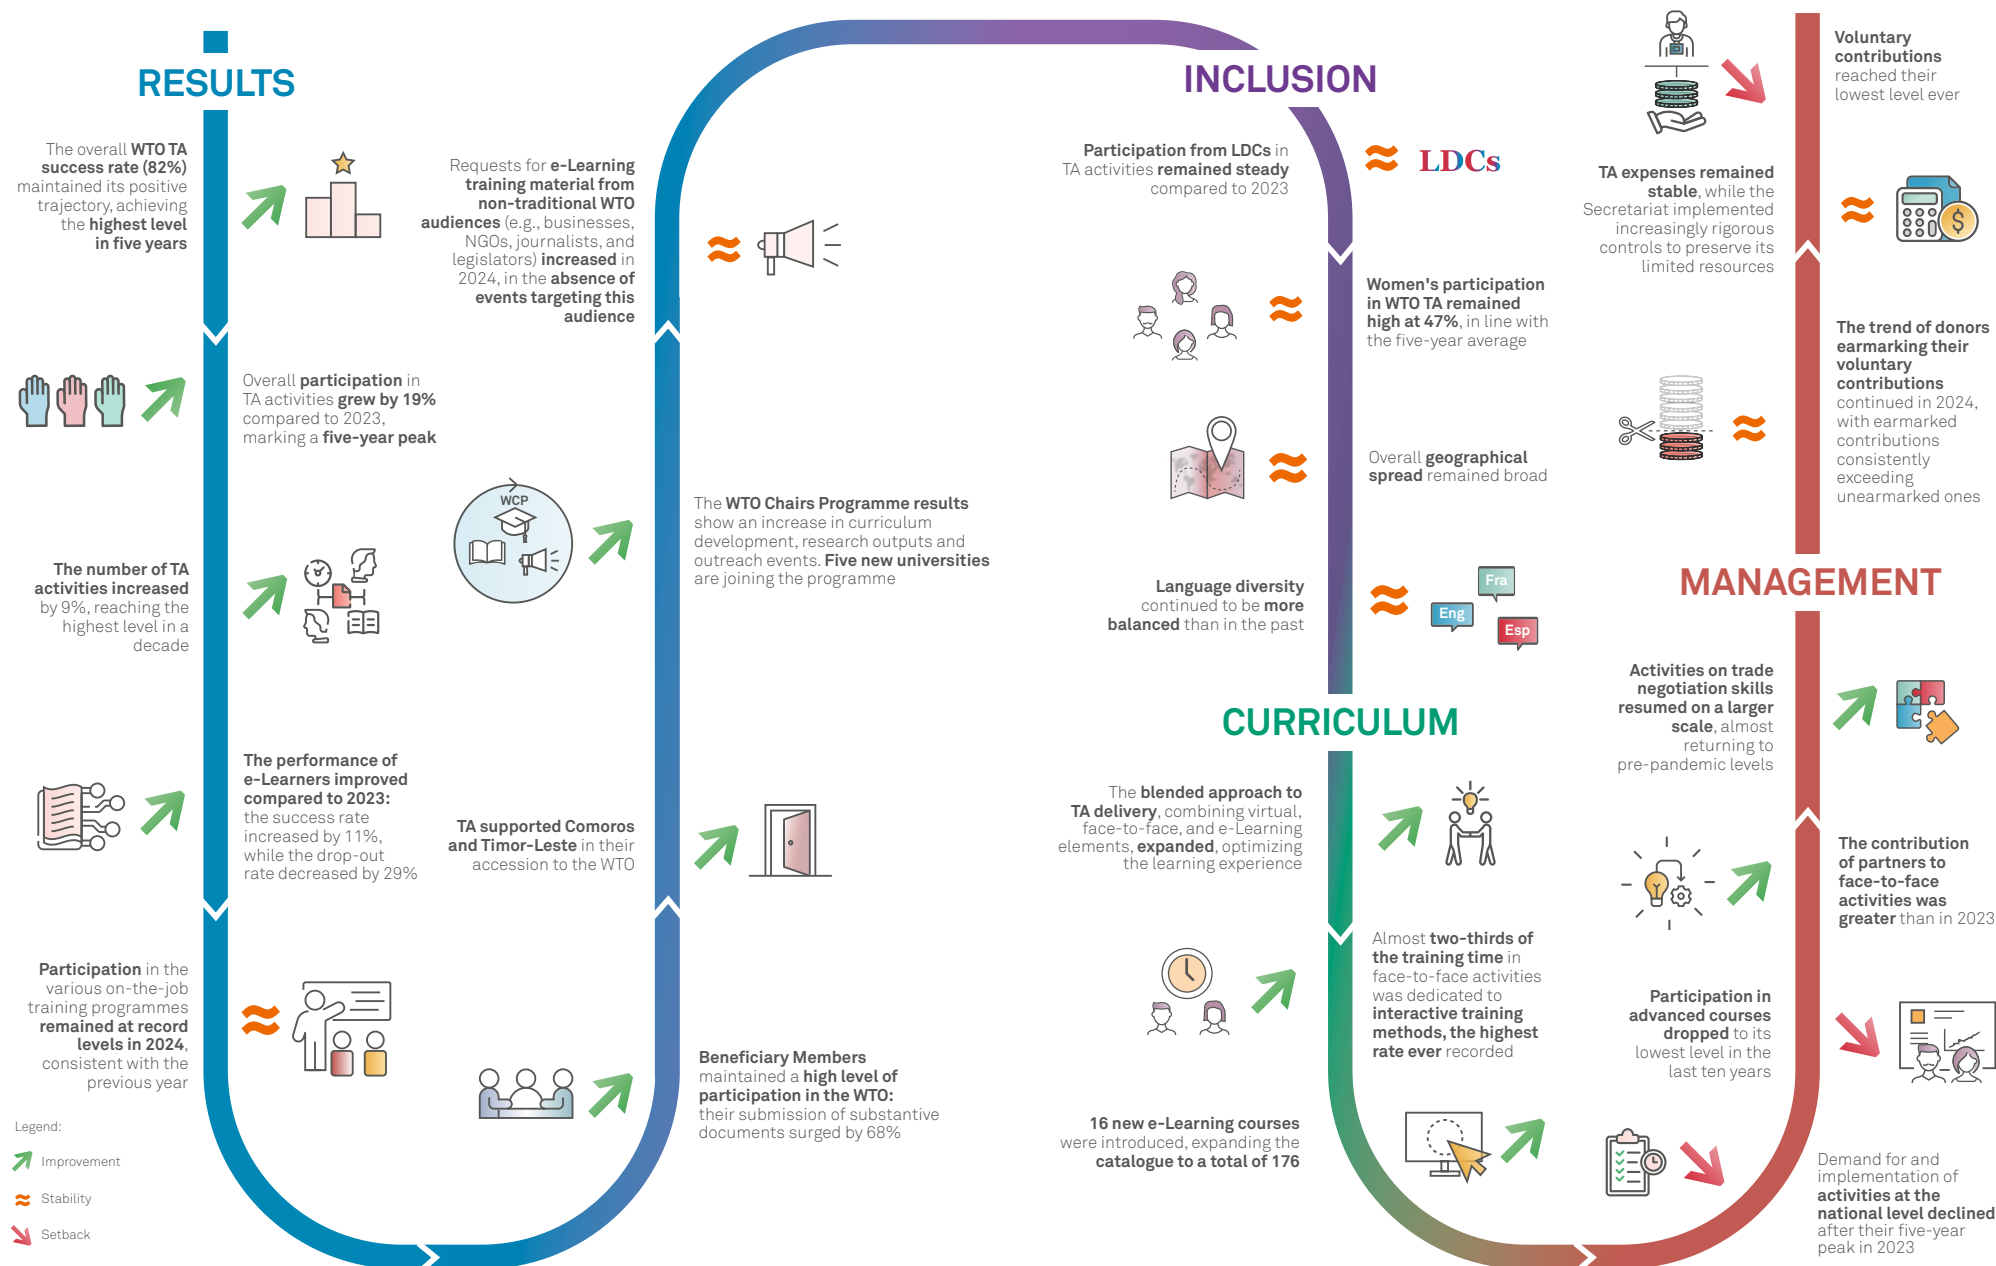 RESULTS
The overall WTO TA
success rate (82%)
maintained its positive
trajectory, achieving
the highest level
in five years
Overall participation in
TA activities grew by 19%
compared to 2023,
marking a five-year peak
The number of TA
activities increased
by 9%, reaching the
highest level in a
decade
The performance of
e-Learners improved
compared to 2023:
the success rate
increased by 11%,
while the drop-out
rate decreased by 29%
Participation in the
various on-the-job
training programmes
remained at record
levels in 2024,
consistent with the
previous year
Legend:
Improvement
Stability
Setback
Beneficiary Members
maintained a high level of
participation in the WTO:
their submission of substantive
documents surged by 68%
TA supported Comoros
and Timor-Leste in their
accession to the WTO
WCP
The WTO Chairs Programme results
show an increase in curriculum
development, research outputs and
outreach events. Five new universities
are joining the programme
Requests for e-Learning
training material from
non-traditional WTO
audiences (e.g., businesses,
NGOs, journalists, and
legislators) increased in
2024, in the absence of
events targeting this
audience
INCLUSION
Participation from LDCs in
TA activities remained steady
compared to 2023
LDCs
Women's participation
in WTO TA remained
high at 47%, in line with
the five-year average
Overall geographical
spread remained broad
Language diversity
continued to be more
balanced than in the past
Fra
Eng
Esp
CURRICULUM
The blended approach to
TA delivery, combining virtual,
face-to-face, and e-Learning
elements, expanded, optimizing
the learning experience
Almost two-thirds of
the training time in
face-to-face activities
was dedicated to
interactive training
methods, the highest
rate ever recorded
16 new e-Learning courses
were introduced, expanding the
catalogue to a total of 176
Demand for and
implementation of
activities at the
national level declined
after their five-year
peak in 2023
Participation in
advanced courses
dropped to its
lowest level in the
last ten years
The contribution
of partners to
face-to-face
activities was
greater than in 2023
Activities on trade
negotiation skills
resumed on a larger
scale, almost
returning to
pre-pandemic levels
MANAGEMENT
The trend of donors
earmarking their
voluntary
contributions
continued in 2024,
with earmarked
contributions
consistently
exceeding
unearmarked ones
TA expenses remained
stable, while the
Secretariat implemented
increasingly rigorous
controls to preserve its
limited resources
$
Voluntary
contributions
reached their
lowest level ever